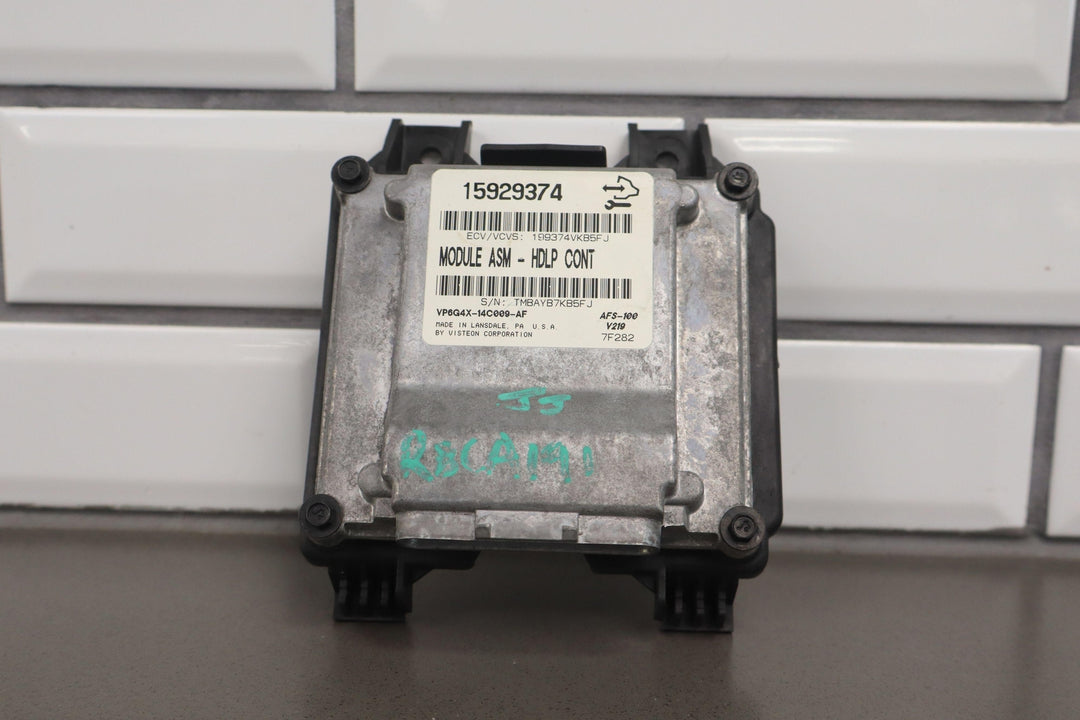 15929374
ECV/VCVS: 199374VKB5FJ
MODULE ASM - HDLP CONT
S/N: TMBAYB7KB5FJ
VP6G4X-14C009-AF AFS-100
MADE IN LANSDALE, PA U.S.A. V219
BY VISTEON CORPORATION 7F282
JJ
RBCA191